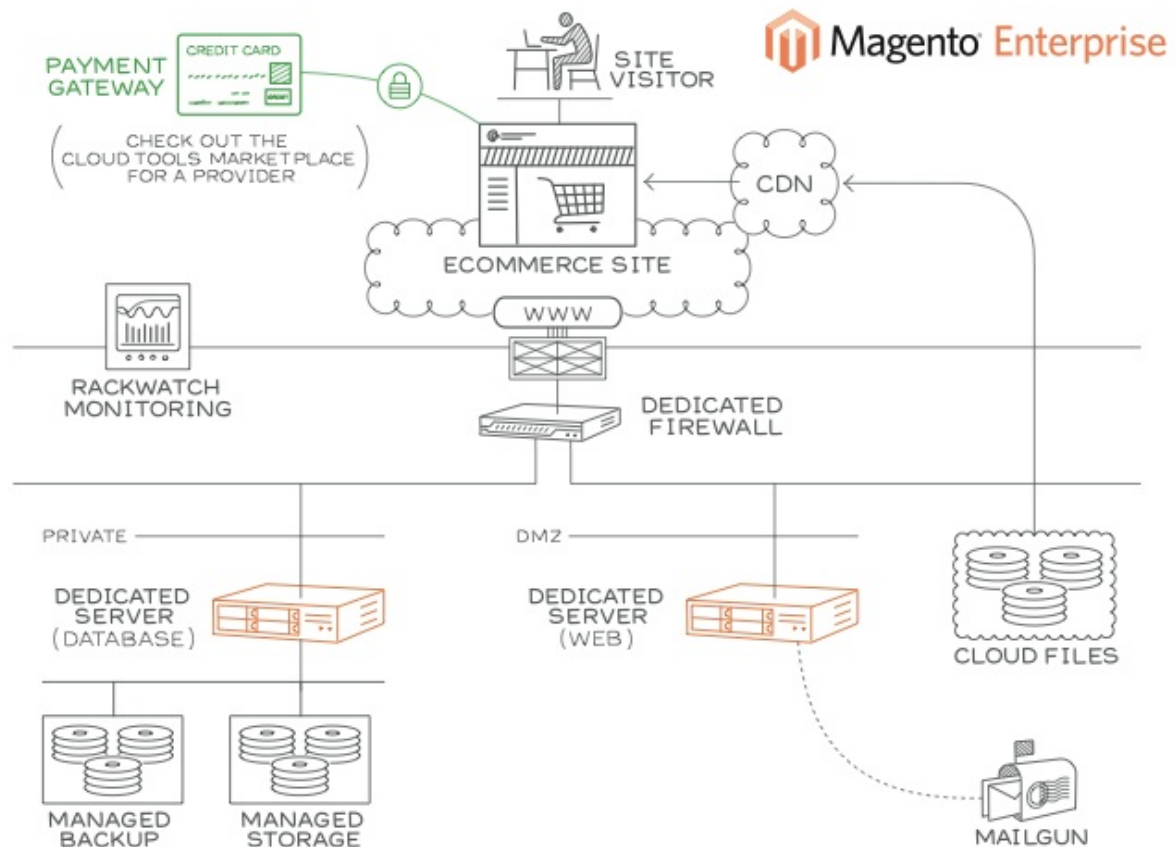 Magento® Enterprise
PAYMENT
GATEWAY
CREDIT CARD
(CHECK OUT THE
CLOUD TOOLS MARKETPLACE
FOR A PROVIDER)
SITE
VISITOR
CDN
ECOMMERCE SITE
WWW
RACKWATCH
MONITORING
DEDICATED
FIREWALL
PRIVATE
DMZ
DEDICATED
SERVER
(DATABASE)
DEDICATED
SERVER
(WEB)
CLOUD FILES
MANAGED
BACKUP
MANAGED
STORAGE
MAILGUN